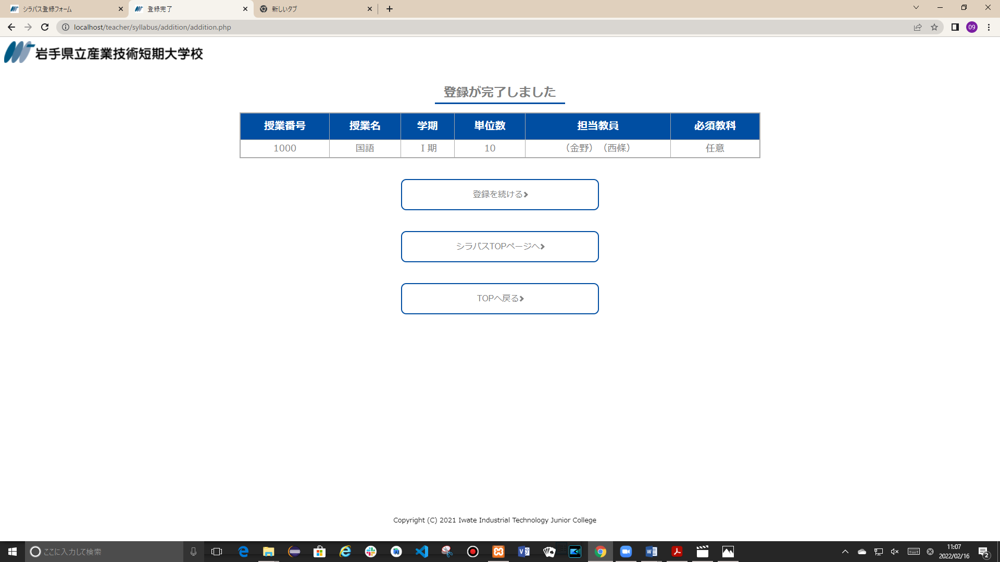 シラバス登録フォーム
登録完了
新しいタブ
localhost/teacher/syllabus/addition/addition.php
09
岩手県立産業技術短期大学校
登録が完了しました
授業番号 授業名 学期 単位数 担当教員 必須教科
1000 国語 Ⅰ期 10 （金野）（西條） 任意
登録を続ける
シラバスTOPページへ
TOPへ戻る
Copyright (C) 2021 Iwate Industrial Technology Junior College
ここに入力して検索
11:07
2022/02/16
2